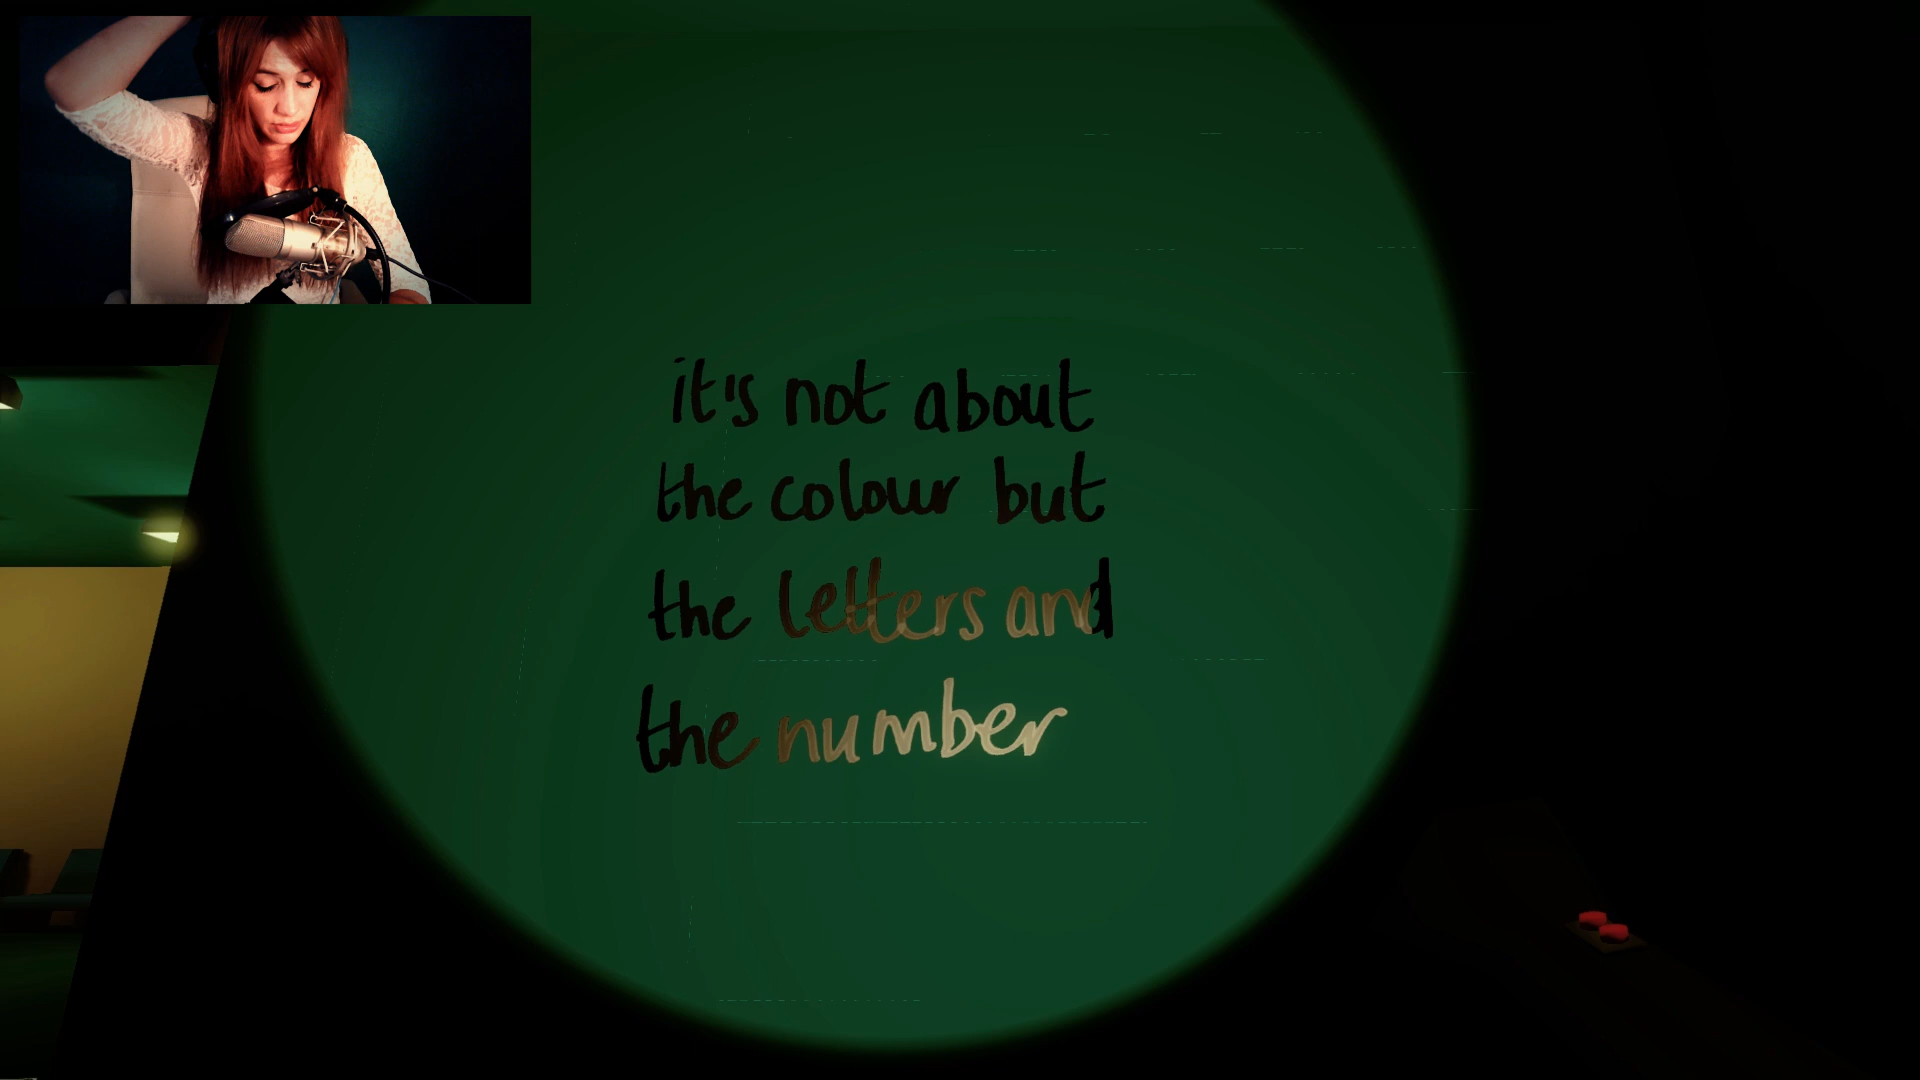 it's not about
the colour but
the letters and
the number